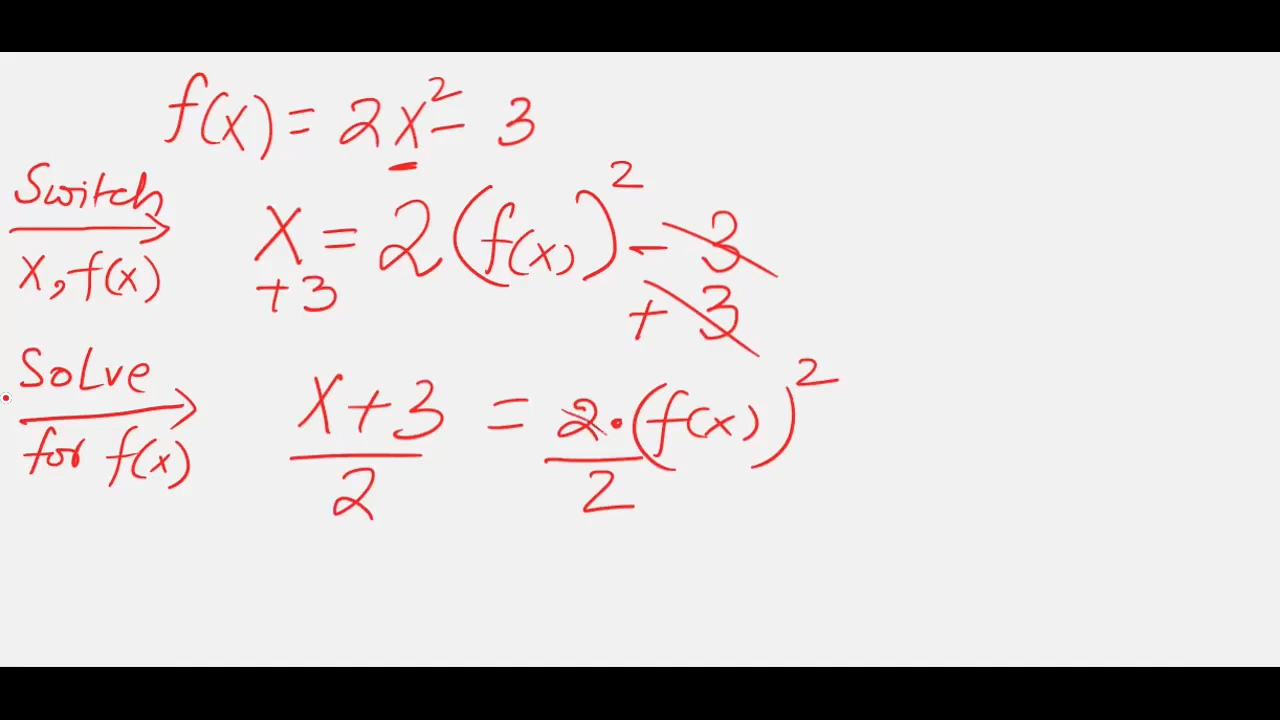 f(x) = 2x² - 3
Switch
x, f(x)
x = 2(f(x))² - 3
+3 + 3
Solve
for f(x)
x+3 = 2·(f(x))²
2 2